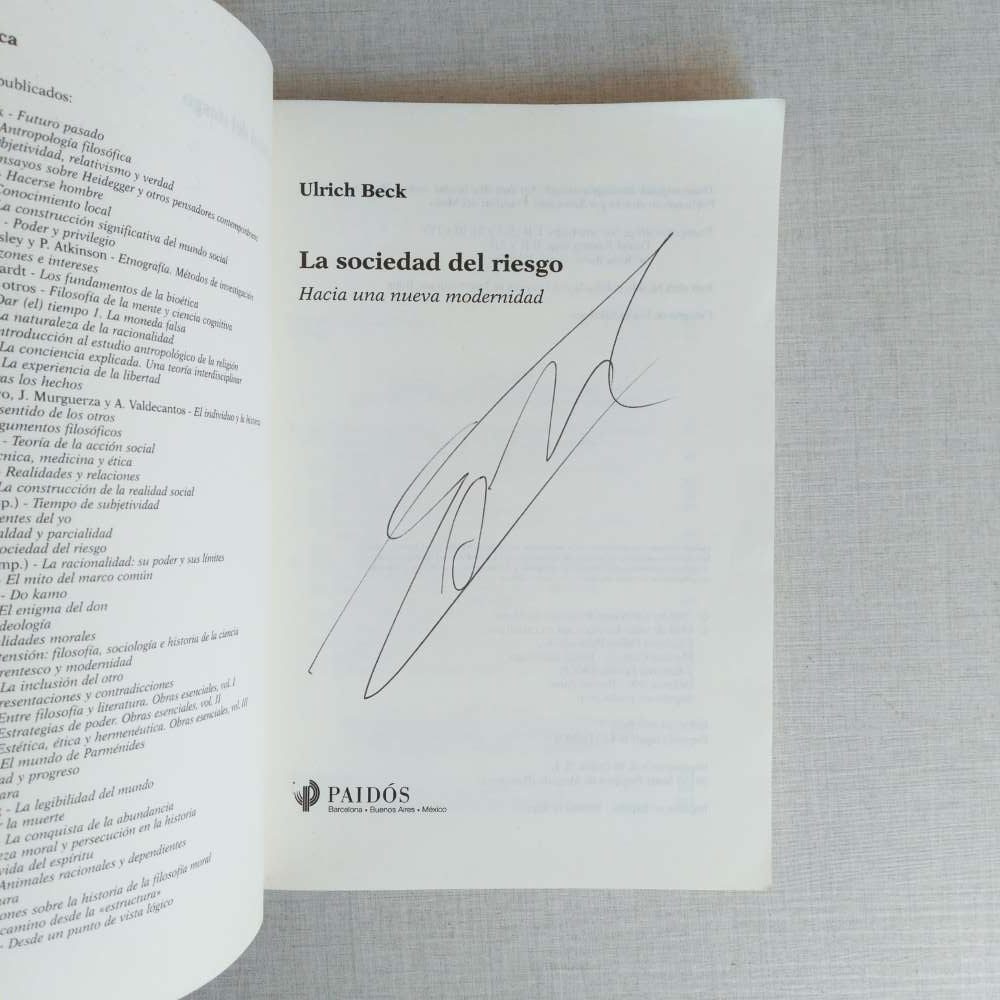 ca
publicados:
- Futuro pasado
Antropología filosófica
bjetividad, relativismo y verdad
nsayos sobre Heidegger y otros pensadores contemporáneos
- Hacerse hombre
Conocimiento local
La construcción significativa del mundo social
- Poder y privilegio
sley y P. Atkinson - Etnografía. Métodos de investigación
zones e intereses
ardt - Los fundamentos de la bioética
otros - Filosofía de la mente y ciencia cognitiva
Dar (el) tiempo 1. La moneda falsa
La naturaleza de la racionalidad
ntroducción al estudio antropológico de la religión
La conciencia explicada. Una teoría interdisciplinar
La experiencia de la libertad
ras los hechos
o, J. Murguerza y A. Valdecantos - El individuo y la historia
sentido de los otros
gumentos filosóficos
- Teoría de la acción social
cnica, medicina y ética
- Realidades y relaciones
La construcción de la realidad social
p.) - Tiempo de subjetividad
entes del yo
aldad y parcialidad
ociedad del riesgo
mp.) - La racionalidad: su poder y sus límites
- El mito del marco común
- Do kamo
El enigma del don
deología
alidades morales
tensión: filosofía, sociología e historia de la ciencia
rentesco y modernidad
La inclusión del otro
presentaciones y contradicciones
Entre filosofía y literatura. Obras esenciales, vol. I
Estrategias de poder. Obras esenciales, vol. II
Estética, ética y hermenéutica. Obras esenciales, vol. III
El mundo de Parménides
ad y progreso
ara
- La legibilidad del mundo
r la muerte
- La conquista de la abundancia
eza moral y persecución en la historia
vida del espíritu
Animales racionales y dependientes
ura
ones sobre la historia de la filosofía moral
camino desde la «estructura»
- Desde un punto de vista lógico
Ulrich Beck
La sociedad del riesgo
Hacia una nueva modernidad
PAIDÓS
Barcelona • Buenos Aires • México